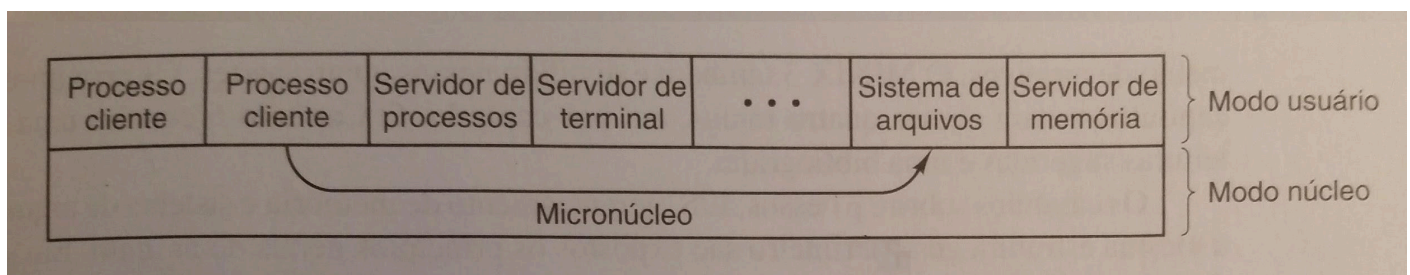 Processo cliente
Processo cliente
Servidor de processos
Servidor de terminal
• • •
Sistema de arquivos
Servidor de memória
Modo usuário
Micronúcleo
Modo núcleo